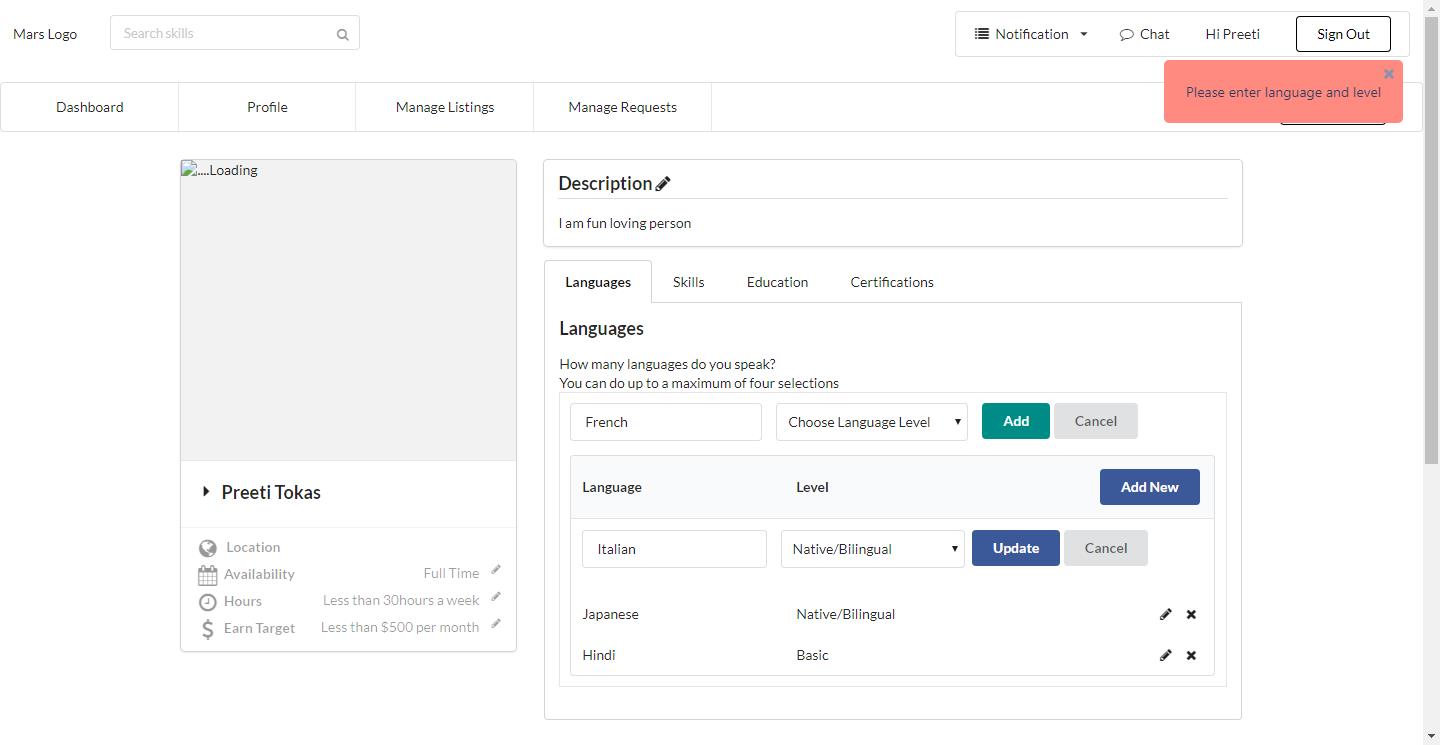 Mars Logo
Search skills
Notification
Chat
Hi Preeti
Sign Out
Please enter language and level
Dashboard
Profile
Manage Listings
Manage Requests
....Loading
Preeti Tokas
Location
Availability
Full Time
Hours
Less than 30hours a week
Earn Target
Less than $500 per month
Description
I am fun loving person
Languages
Skills
Education
Certifications
Languages
How many languages do you speak?
You can do up to a maximum of four selections
French
Choose Language Level
Add
Cancel
Language
Level
Add New
Italian
Native/Bilingual
Update
Cancel
Japanese
Native/Bilingual
Hindi
Basic